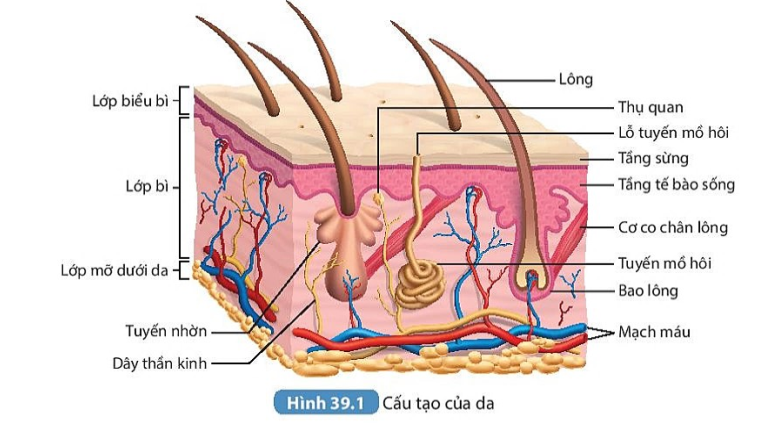 Lớp biểu bì
Lớp bì
Lớp mỡ dưới da
Tuyến nhờn
Dây thần kinh
Lông
Thụ quan
Lỗ tuyến mồ hôi
Tầng sừng
Tầng tế bào sống
Cơ co chân lông
Tuyến mồ hôi
Bao lông
Mạch máu
Hình 39.1 Cấu tạo của da